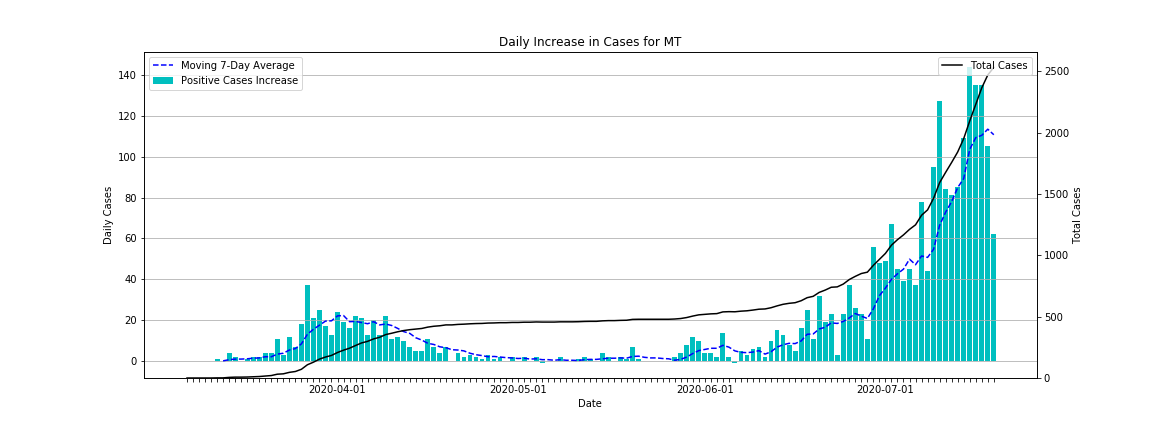 Daily Increase in Cases for MT
Moving 7-Day Average
Positive Cases Increase
Total Cases
140
120
100
80
60
40
20
0
Daily Cases
2500
2000
1500
1000
500
0
Total Cases
2020-04-01
2020-05-01
2020-06-01
2020-07-01
Date